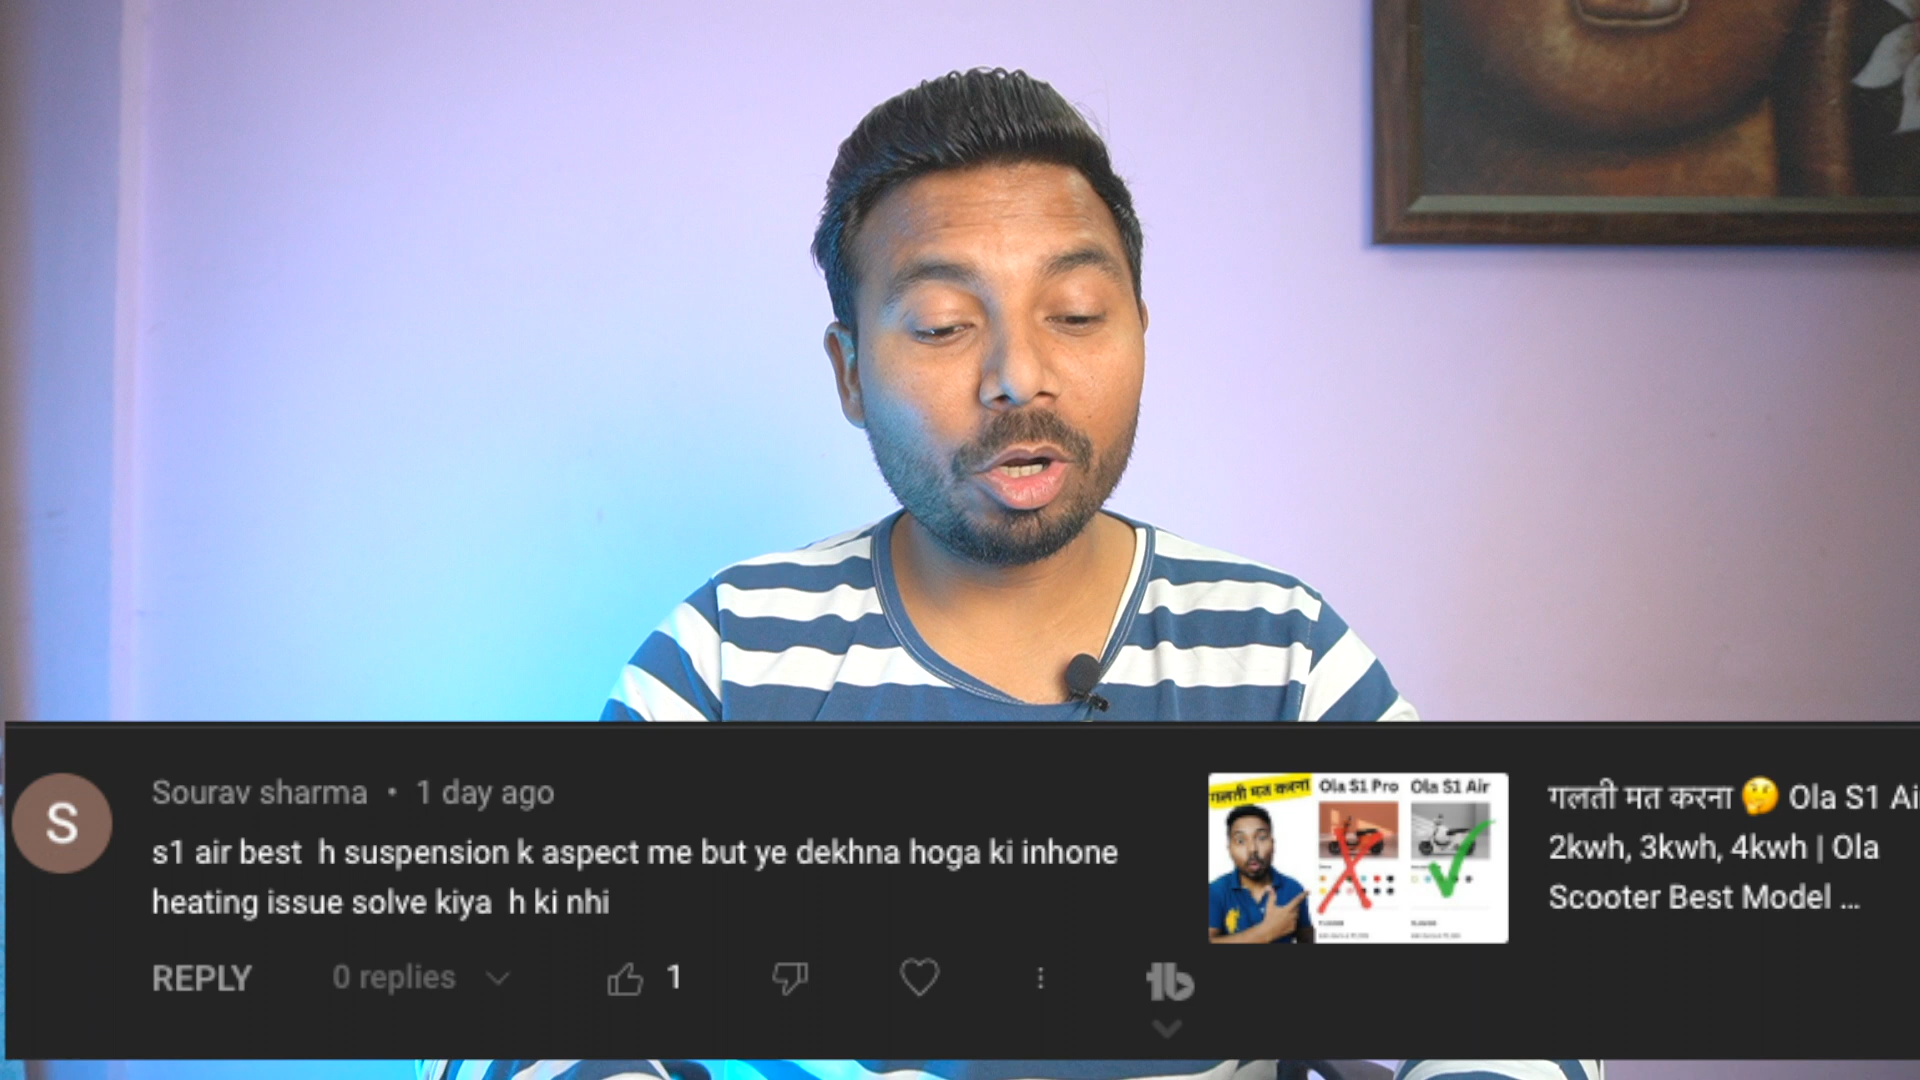 S
Sourav sharma • 1 day ago
s1 air best h suspension k aspect me but ye dekhna hoga ki inhone
heating issue solve kiya h ki nhi
REPLY 0 replies 1
गलती मत करना Ola S1 Pro Ola S1 Air
गलती मत करना 🤔 Ola S1 Ai
2kwh, 3kwh, 4kwh | Ola
Scooter Best Model ...